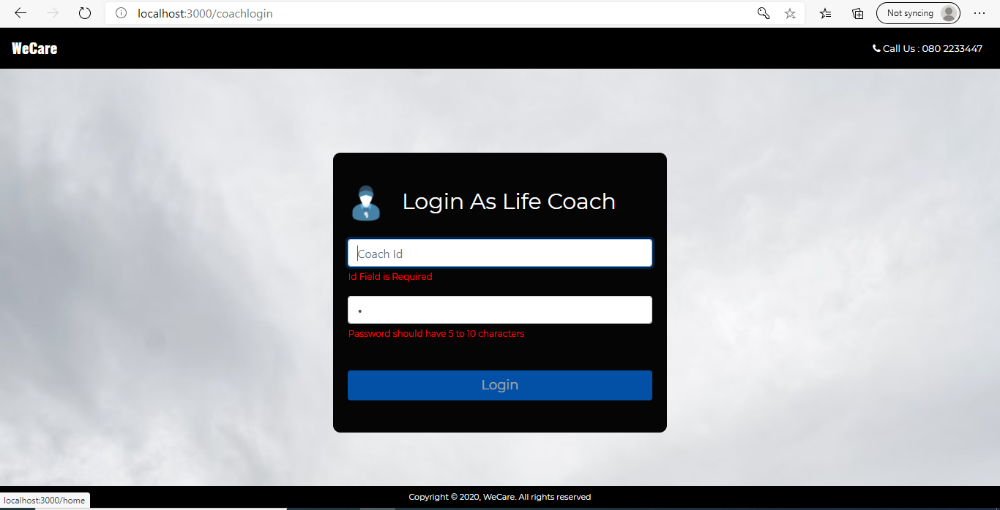 localhost:3000/coachlogin
Not syncing
WeCare
Call Us : 080 2233447
Login As Life Coach
Coach Id
Id Field is Required
Password should have 5 to 10 characters
Login
Copyright © 2020, WeCare. All rights reserved
localhost:3000/home